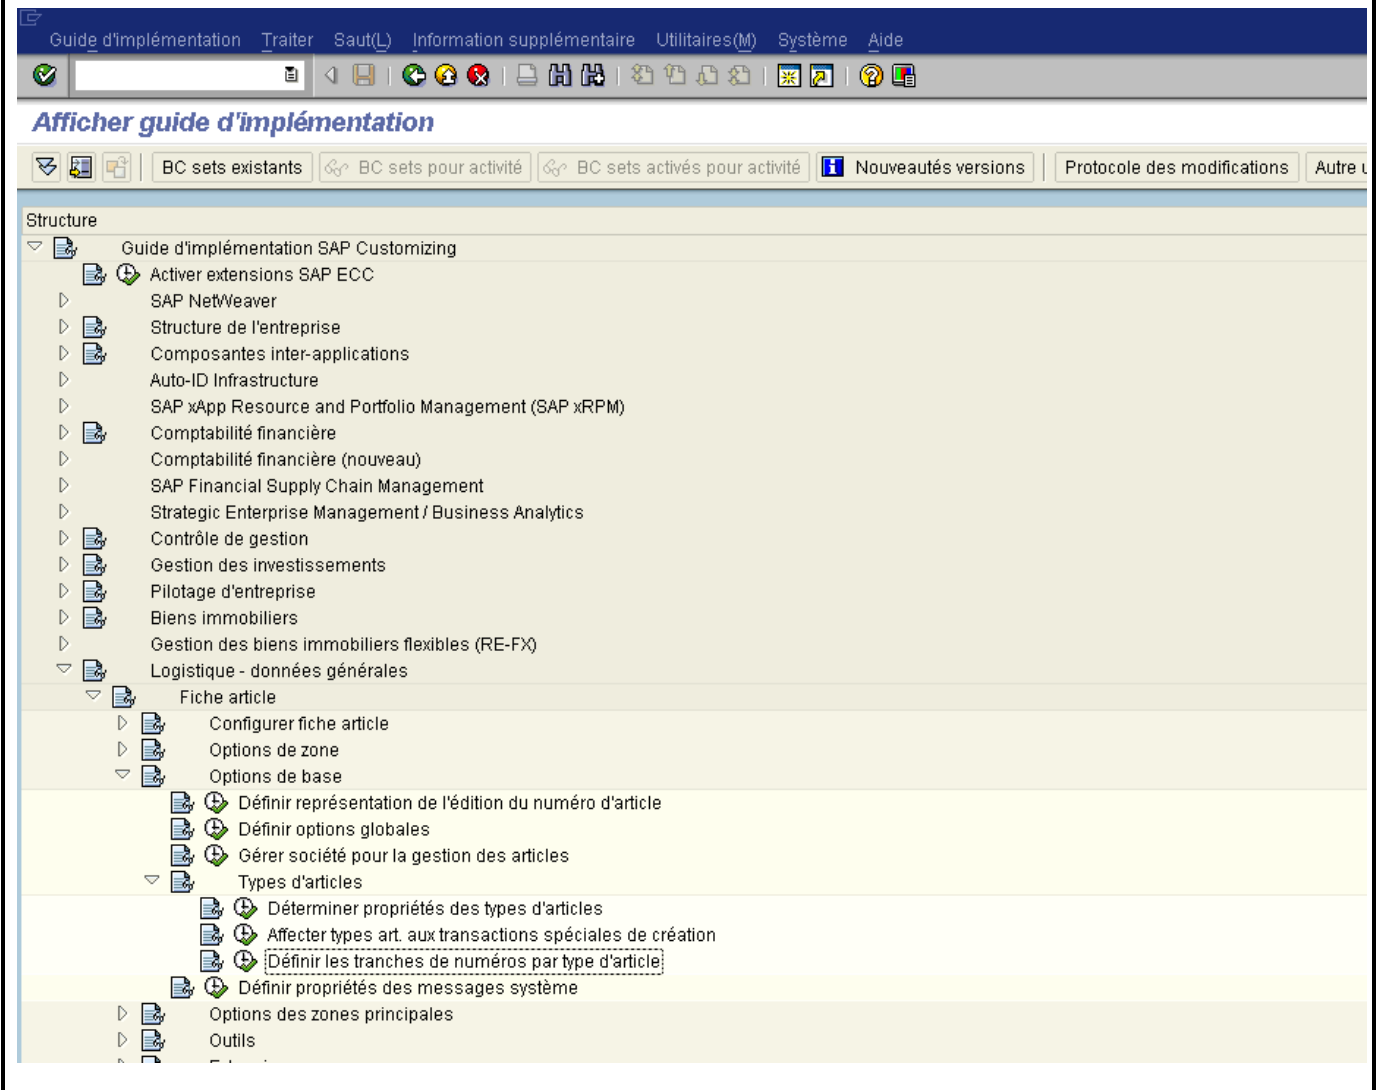 Guide d'implémentation Traiter Saut(L) Information supplémentaire Utilitaires(M) Système Aide
Afficher guide d'implémentation
BC sets existants BC sets pour activité BC sets activés pour activité Nouveautés versions Protocole des modifications Autre
Structure
Guide d'implémentation SAP Customizing
Activer extensions SAP ECC
SAP NetWeaver
Structure de l'entreprise
Composantes inter-applications
Auto-ID Infrastructure
SAP xApp Resource and Portfolio Management (SAP xRPM)
Comptabilité financière
Comptabilité financière (nouveau)
SAP Financial Supply Chain Management
Strategic Enterprise Management / Business Analytics
Contrôle de gestion
Gestion des investissements
Pilotage d'entreprise
Biens immobiliers
Gestion des biens immobiliers flexibles (RE-FX)
Logistique - données générales
Fiche article
Configurer fiche article
Options de zone
Options de base
Définir représentation de l'édition du numéro d'article
Définir options globales
Gérer société pour la gestion des articles
Types d'articles
Déterminer propriétés des types d'articles
Affecter types art. aux transactions spéciales de création
Définir les tranches de numéros par type d'article
Définir propriétés des messages système
Options des zones principales
Outils